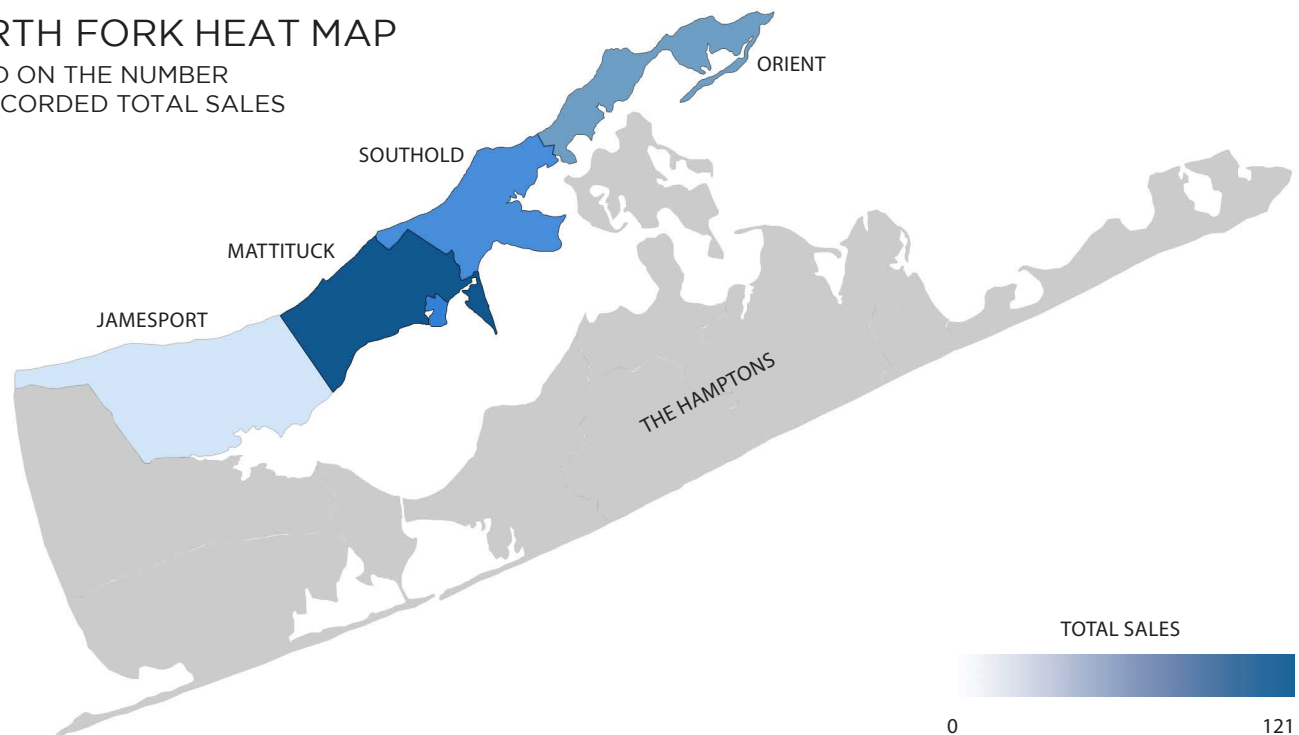 RTH FORK HEAT MAP
D ON THE NUMBER
CORDED TOTAL SALES
ORIENT
SOUTHOLD
MATTITUCK
JAMESPORT
THE HAMPTONS
TOTAL SALES
0 121